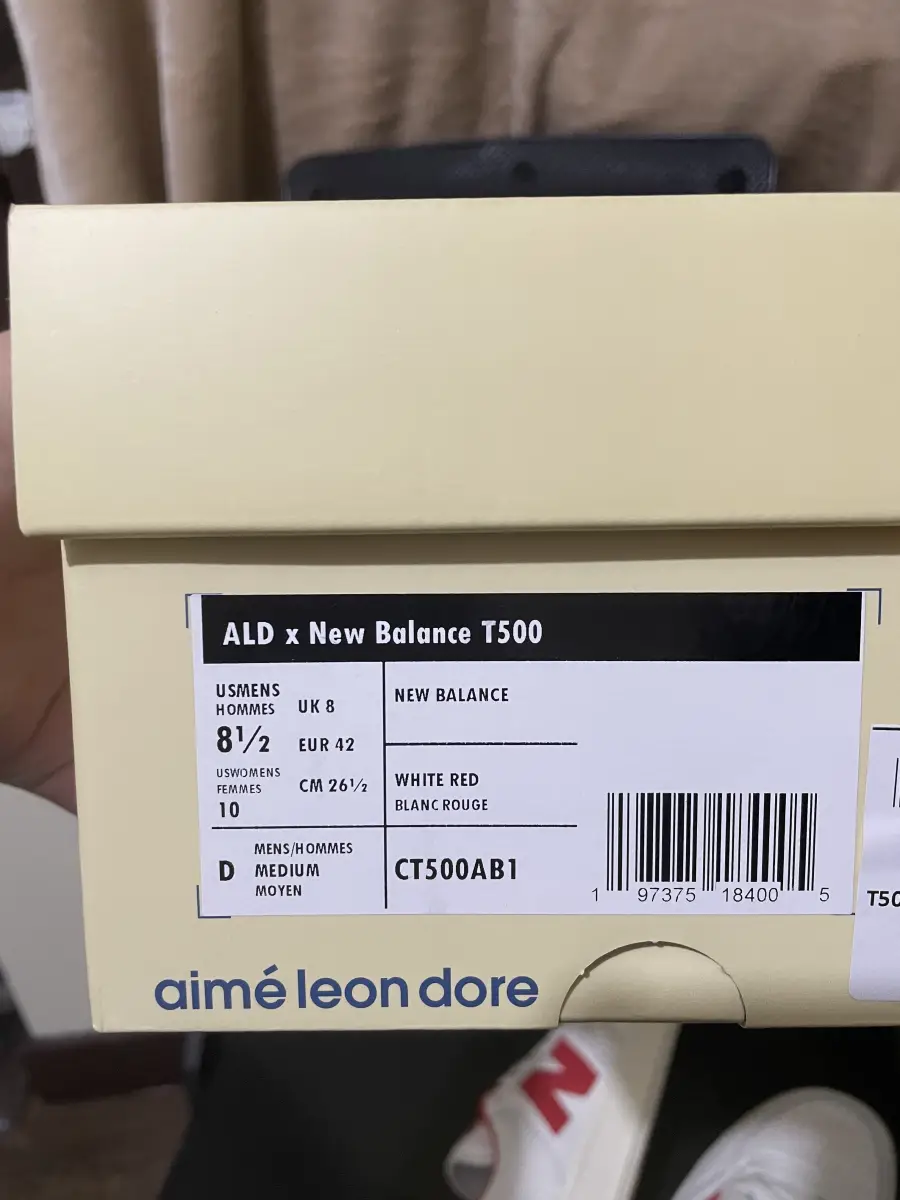 ALD x New Balance T500
USMENS
HOMMES
8½
USWOMENS
FEMMES
10
UK 8
EUR 42
CM 26½
NEW BALANCE
WHITE RED
BLANC ROUGE
D
MENS/HOMMES
MEDIUM
MOYEN
CT500AB1
1 97375 18400 5
aimé leon dore
N